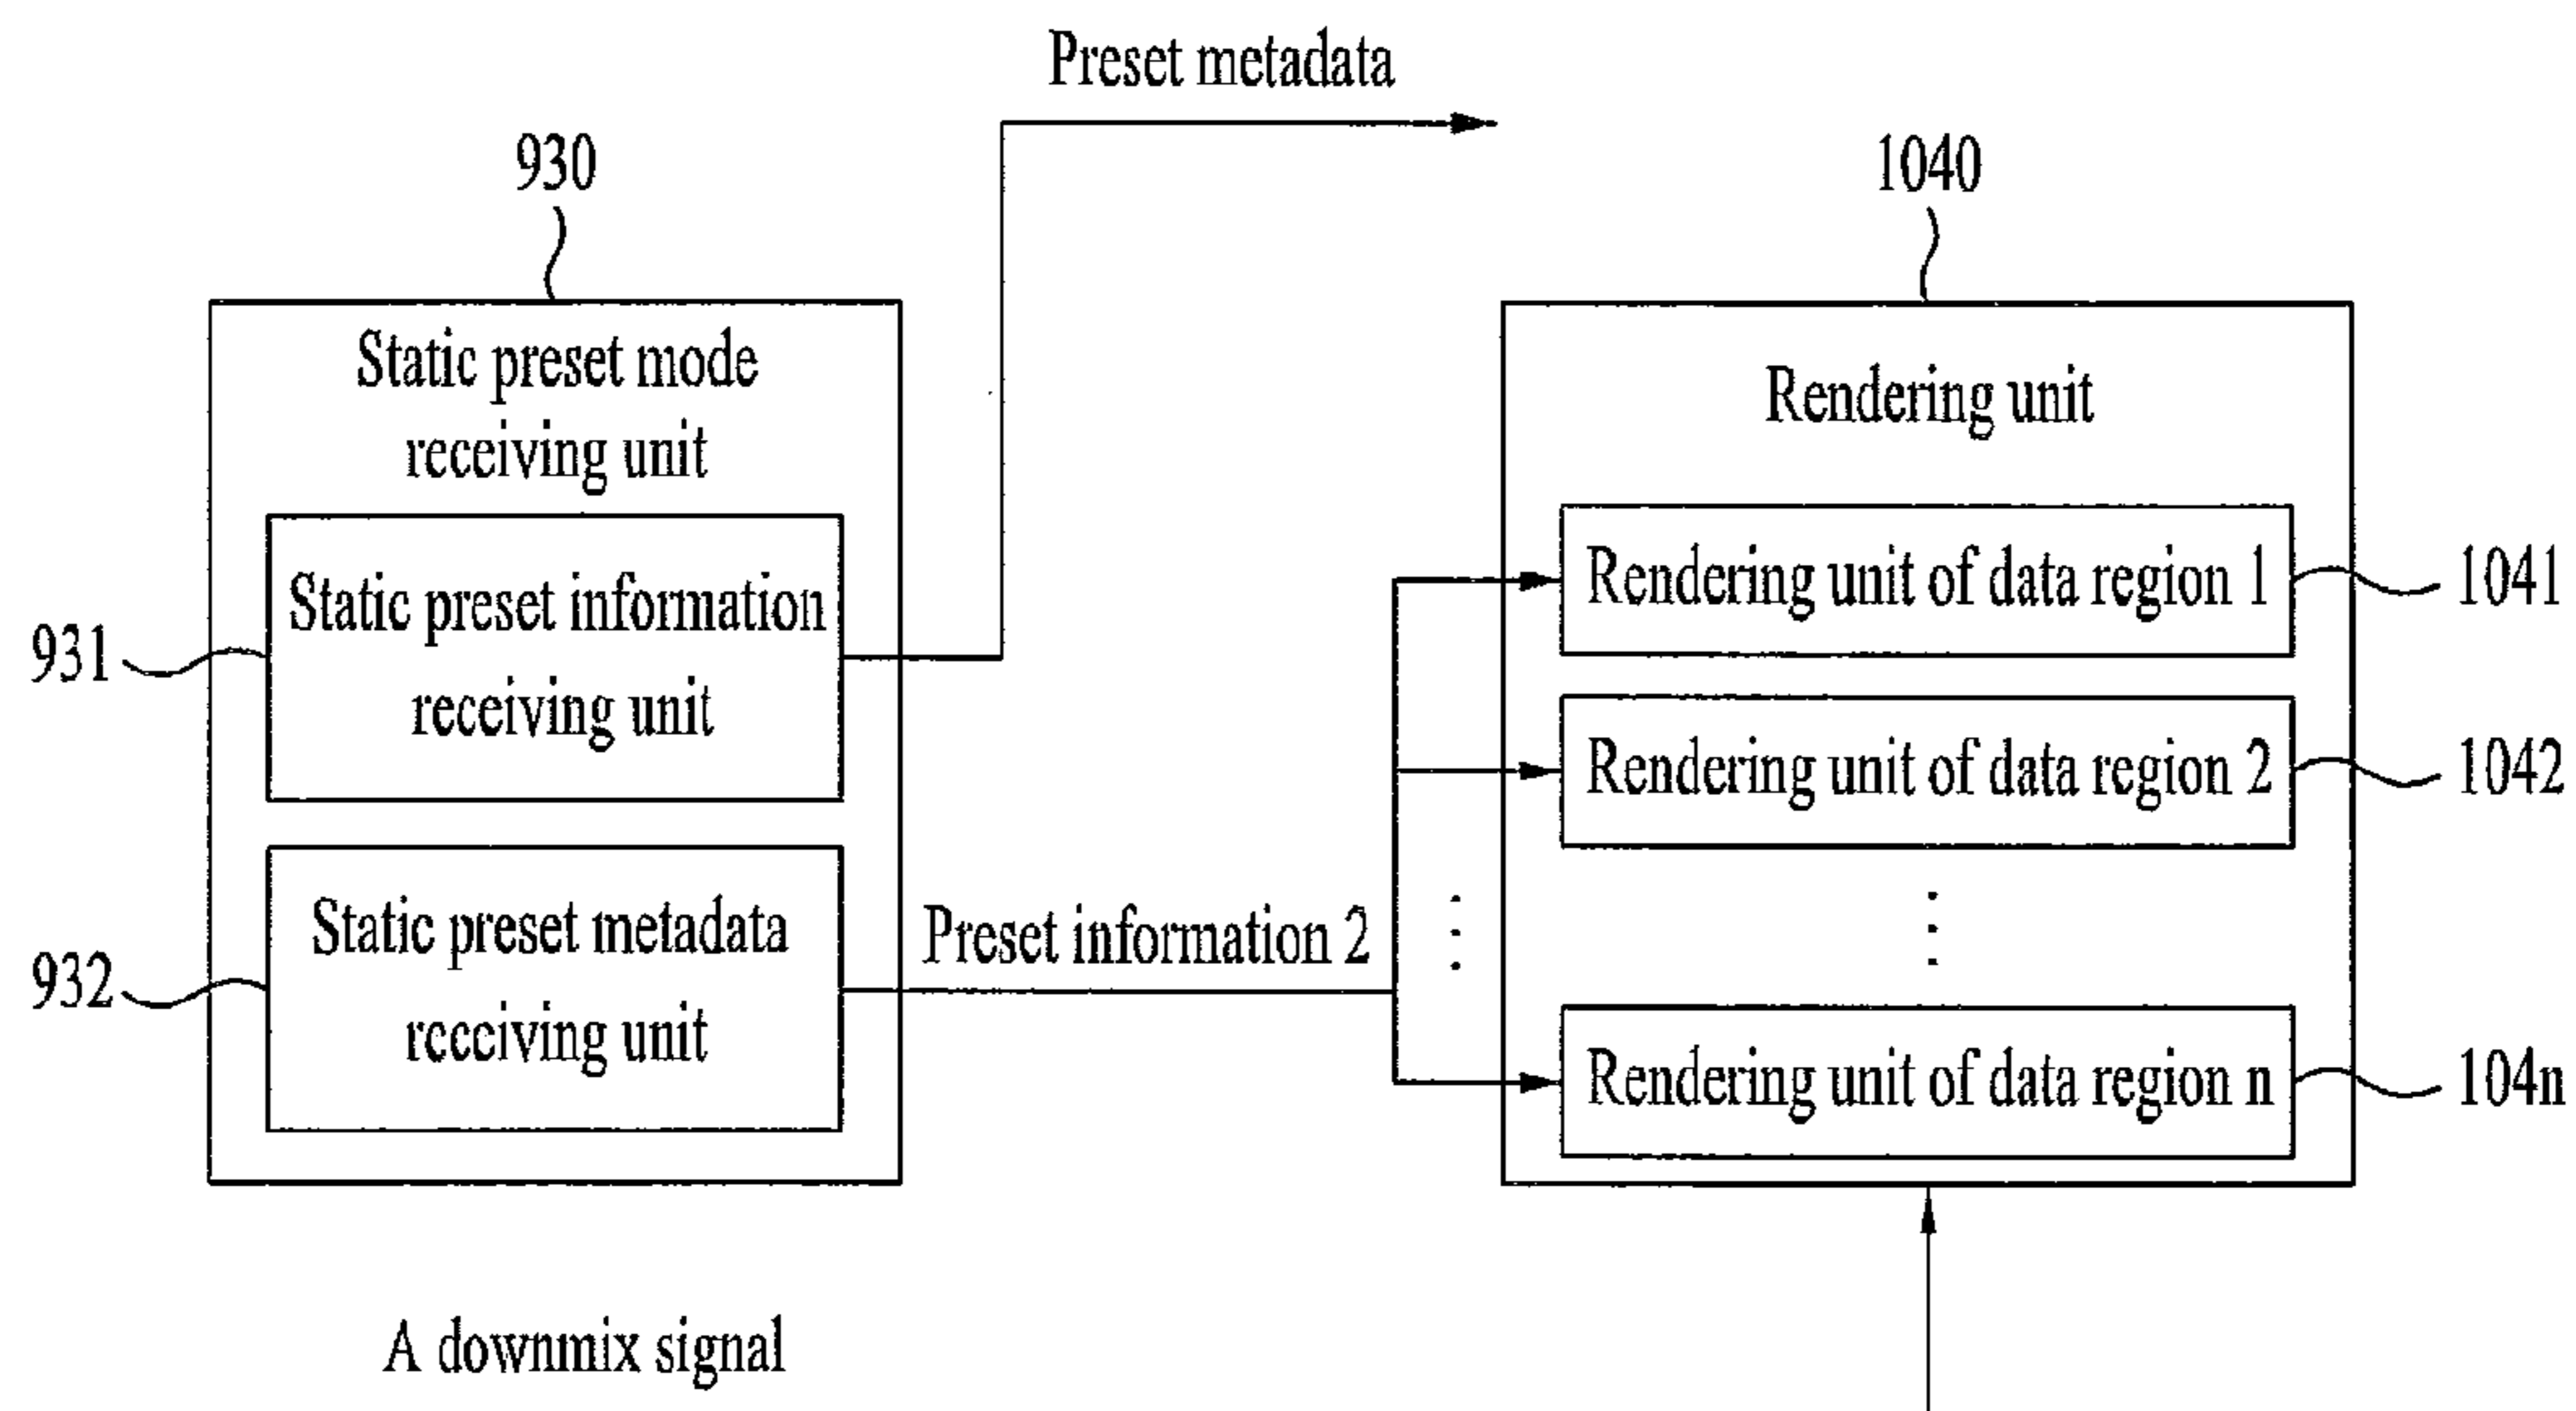 Preset metadata
930
1040
Static preset mode
receiving unit
Rendering unit
Static preset information
receiving unit
931
Rendering unit of data region 1
1041
Rendering unit of data region 2
1042
Static preset metadata
receiving unit
932
Preset information 2
Rendering unit of data region n
104n
A downmix signal